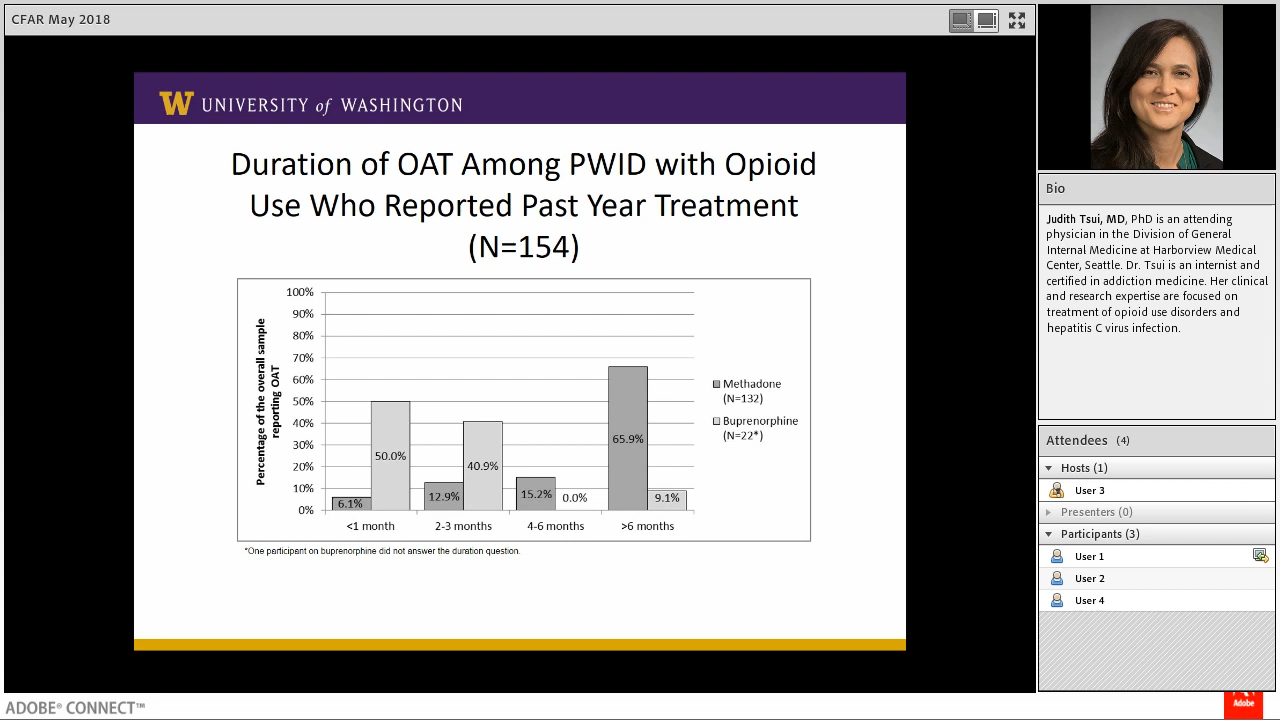 CFAR May 2018
W UNIVERSITY of WASHINGTON
Duration of OAT Among PWID with Opioid
Use Who Reported Past Year Treatment
(N=154)
Percentage of the overall sample
reporting OAT
100%
90%
80%
70%
60%
50%
40%
30%
20%
10%
0%
6.1%
50.0%
12.9%
40.9%
15.2%
0.0%
65.9%
9.1%
<1 month
2-3 months
4-6 months
>6 months
Methadone
(N=132)
Buprenorphine
(N=22*)
*One participant on buprenorphine did not answer the duration question.
Bio
Judith Tsui, MD, PhD is an attending
physician in the Division of General
Internal Medicine at Harborview Medical
Center, Seattle. Dr. Tsui is an internist and
certified in addiction medicine. Her clinical
and research expertise are focused on
treatment of opioid use disorders and
hepatitis C virus infection.
Attendees (4)
Hosts (1)
User 3
Presenters (0)
Participants (3)
User 1
User 2
User 4
ADOBE® CONNECT™
Adobe